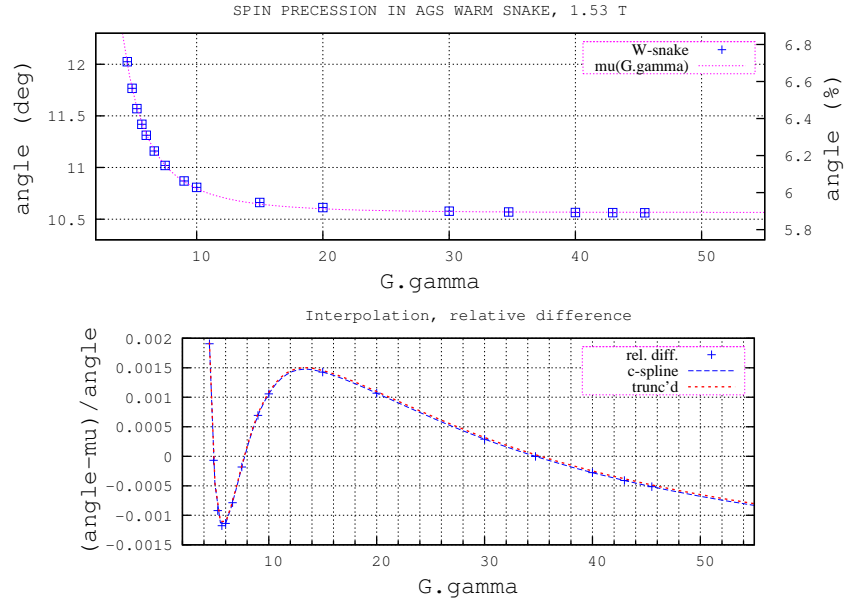 SPIN PRECESSION IN AGS WARM SNAKE, 1.53 T
W-snake
mu(G.gamma)
angle (deg)
12
11.5
11
10.5
angle (%)
6.8
6.6
6.4
6.2
6
5.8
10 20 30 40 50
G.gamma
Interpolation, relative difference
rel. diff.
c-spline
trunc'd
(angle-mu)/angle
0.002
0.0015
0.001
0.0005
0
-0.0005
-0.001
-0.0015
10 20 30 40 50
G.gamma